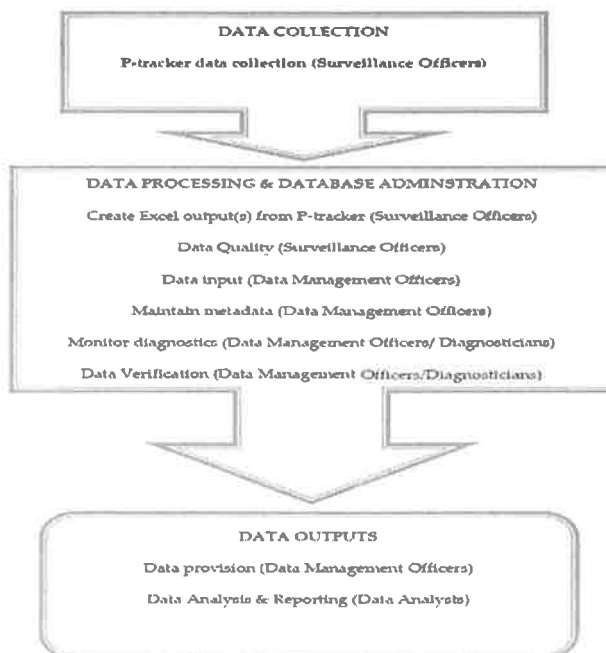 DATA COLLECTION
P-tracker data collection (Surveillance Officers)
DATA PROCESSING & DATABASE ADMINSTRATION
Create Excel output(s) from P-tracker (Surveillance Officers)
Data Quality (Surveillance Officers)
Data input (Data Management Officers)
Maintain metadata (Data Management Officers)
Monitor diagnostics (Data Management Officers/ Diagnosticians)
Data Verification (Data Management Officers/Diagnosticians)
DATA OUTPUTS
Data provision (Data Management Officers)
Data Analysis & Reporting (Data Analysts)